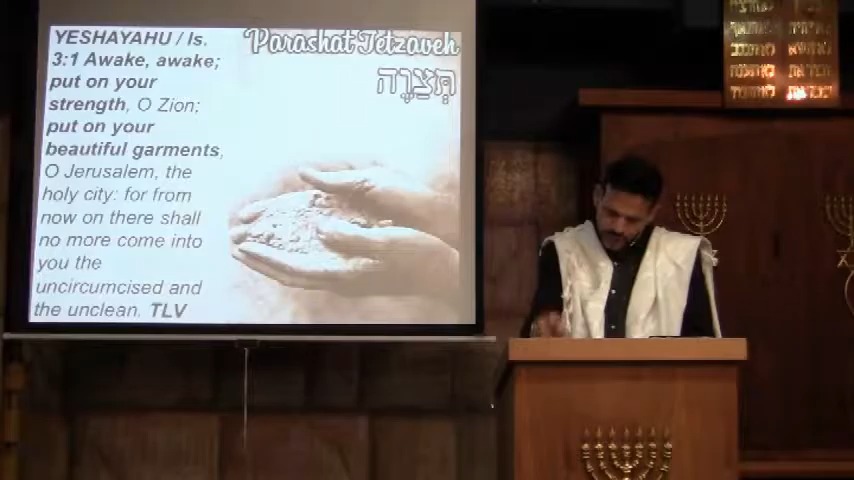 YESHAYAHU / Is.
3:1 Awake, awake;
put on your
strength, O Zion;
put on your
beautiful garments,
O Jerusalem, the
holy city: for from
now on there shall
no more come into
you the
uncircumcised and
the unclean. TLV
Parashat Tetzaveh
תְּצַוֶּה